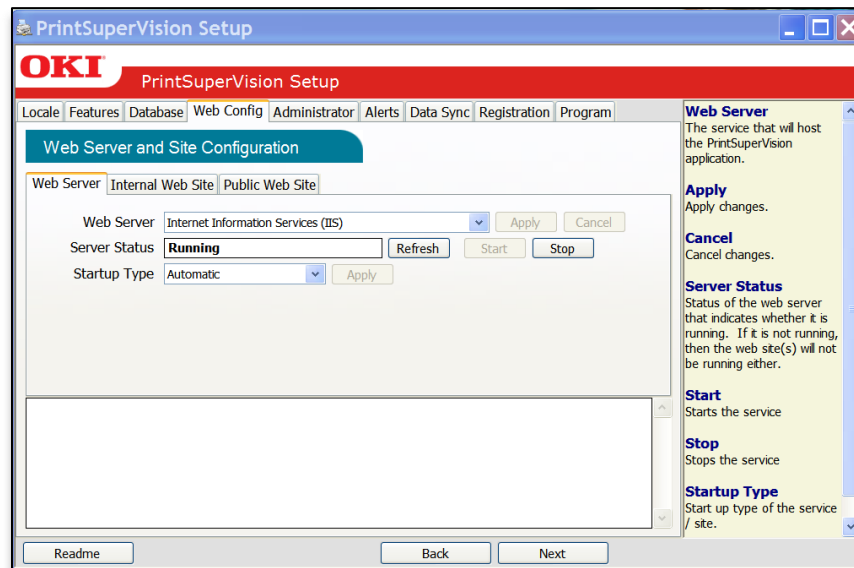 PrintSuperVision Setup
OKI
PrintSuperVision Setup
Locale Features Database Web Config Administrator Alerts Data Sync Registration Program
Web Server and Site Configuration
Web Server Internal Web Site Public Web Site
Web Server Internet Information Services (IIS) Apply Cancel
Server Status Running Refresh Start Stop
Startup Type Automatic Apply
Web Server
The service that will host
the PrintSuperVision
application.
Apply
Apply changes.
Cancel
Cancel changes.
Server Status
Status of the web server
that indicates whether it is
running. If it is not running,
then the web site(s) will not
be running either.
Start
Starts the service
Stop
Stops the service
Startup Type
Start up type of the service
/ site.
Readme Back Next